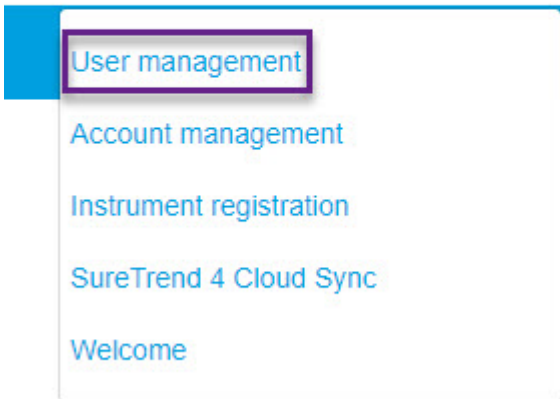 User management
Account management
Instrument registration
SureTrend 4 Cloud Sync
Welcome